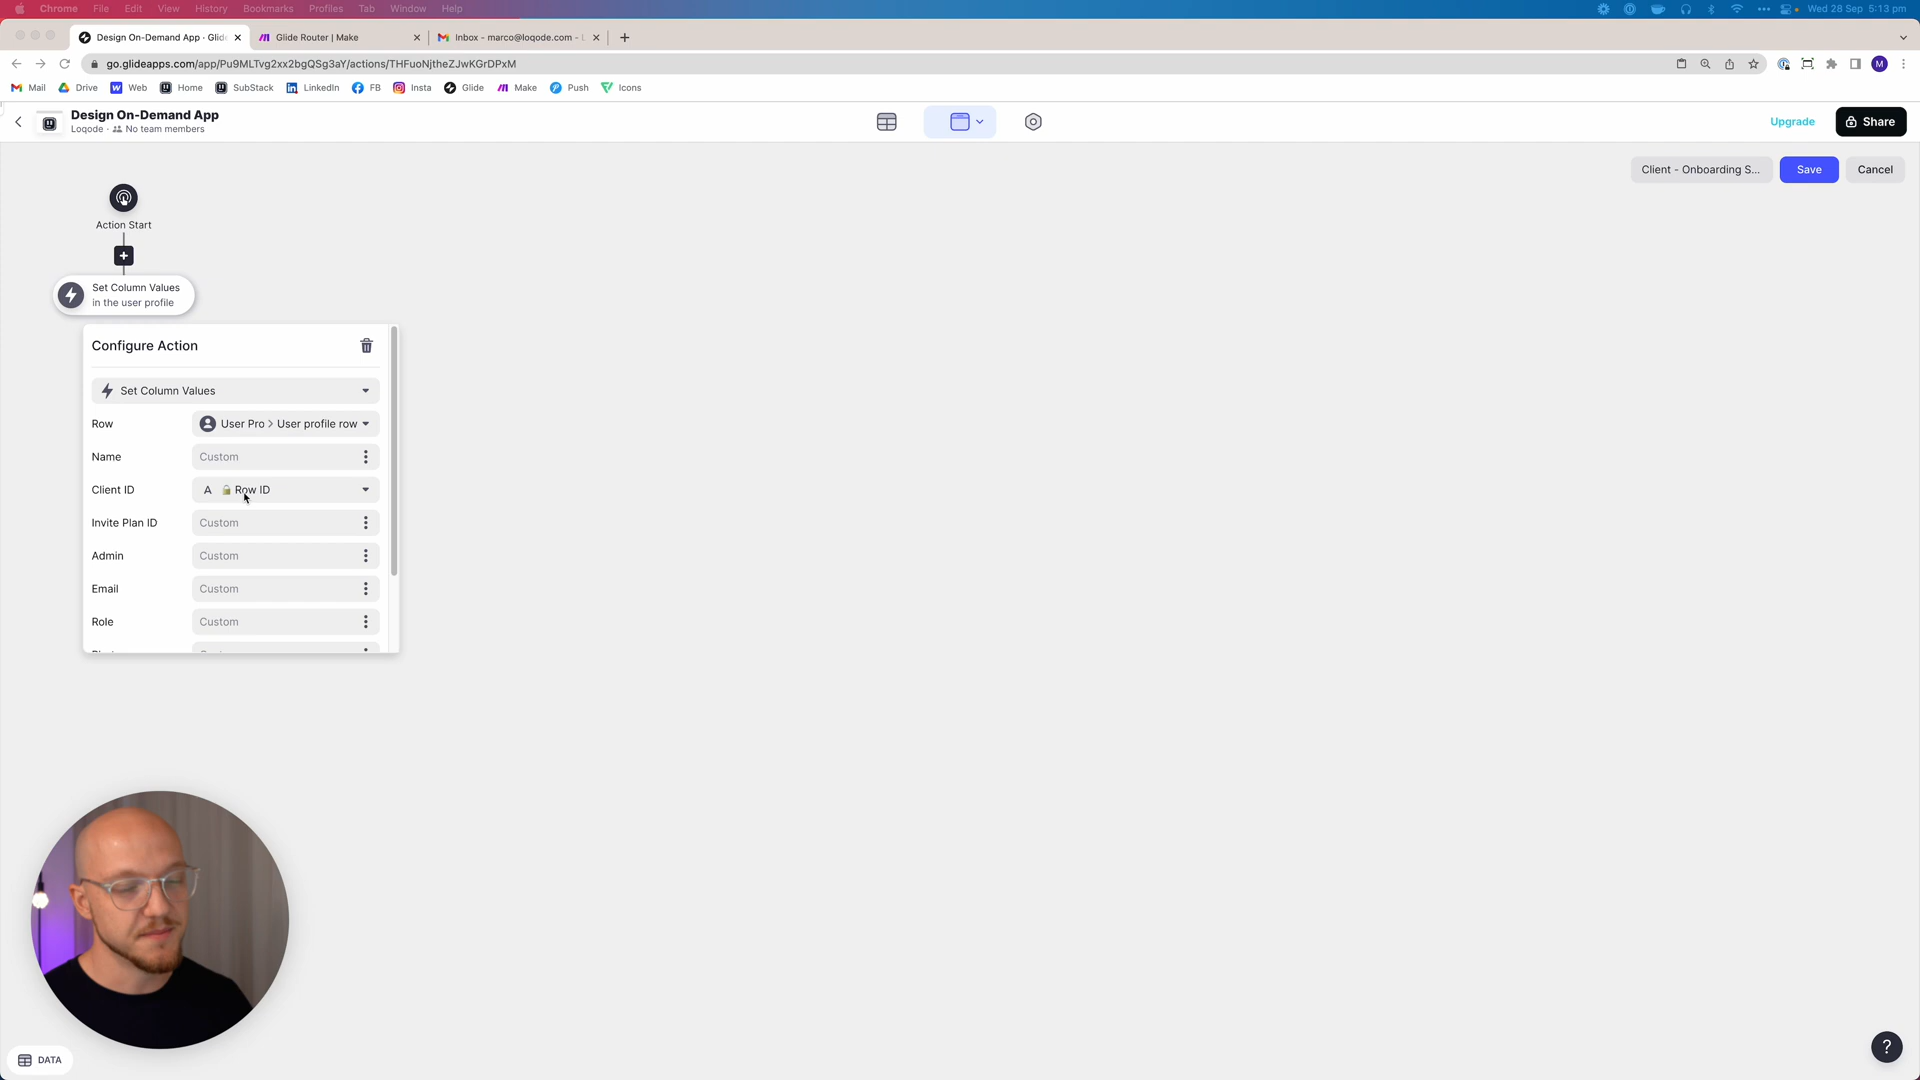 Chrome File Edit View History Bookmarks Profiles Tab Window Help
Wed 28 Sep 5:13 pm
Design On-Demand App · Glid
Glide Router | Make
Inbox - marco@loqode.com -
go.glideapps.com/app/Pu9MLTvg2xx2bgQSg3aY/actions/THFuoNjtheZJwKGrDPxM
M
Mail Drive Web Home SubStack LinkedIn FB Insta Glide Make Push Icons
Design On-Demand App
Loqode · No team members
Upgrade
Share
Client - Onboarding S...
Save
Cancel
Action Start
Set Column Values
in the user profile
Configure Action
Set Column Values
Row User Pro > User profile row
Name Custom
Client ID A 🔒 Row ID
Invite Plan ID Custom
Admin Custom
Email Custom
Role Custom
DATA
?